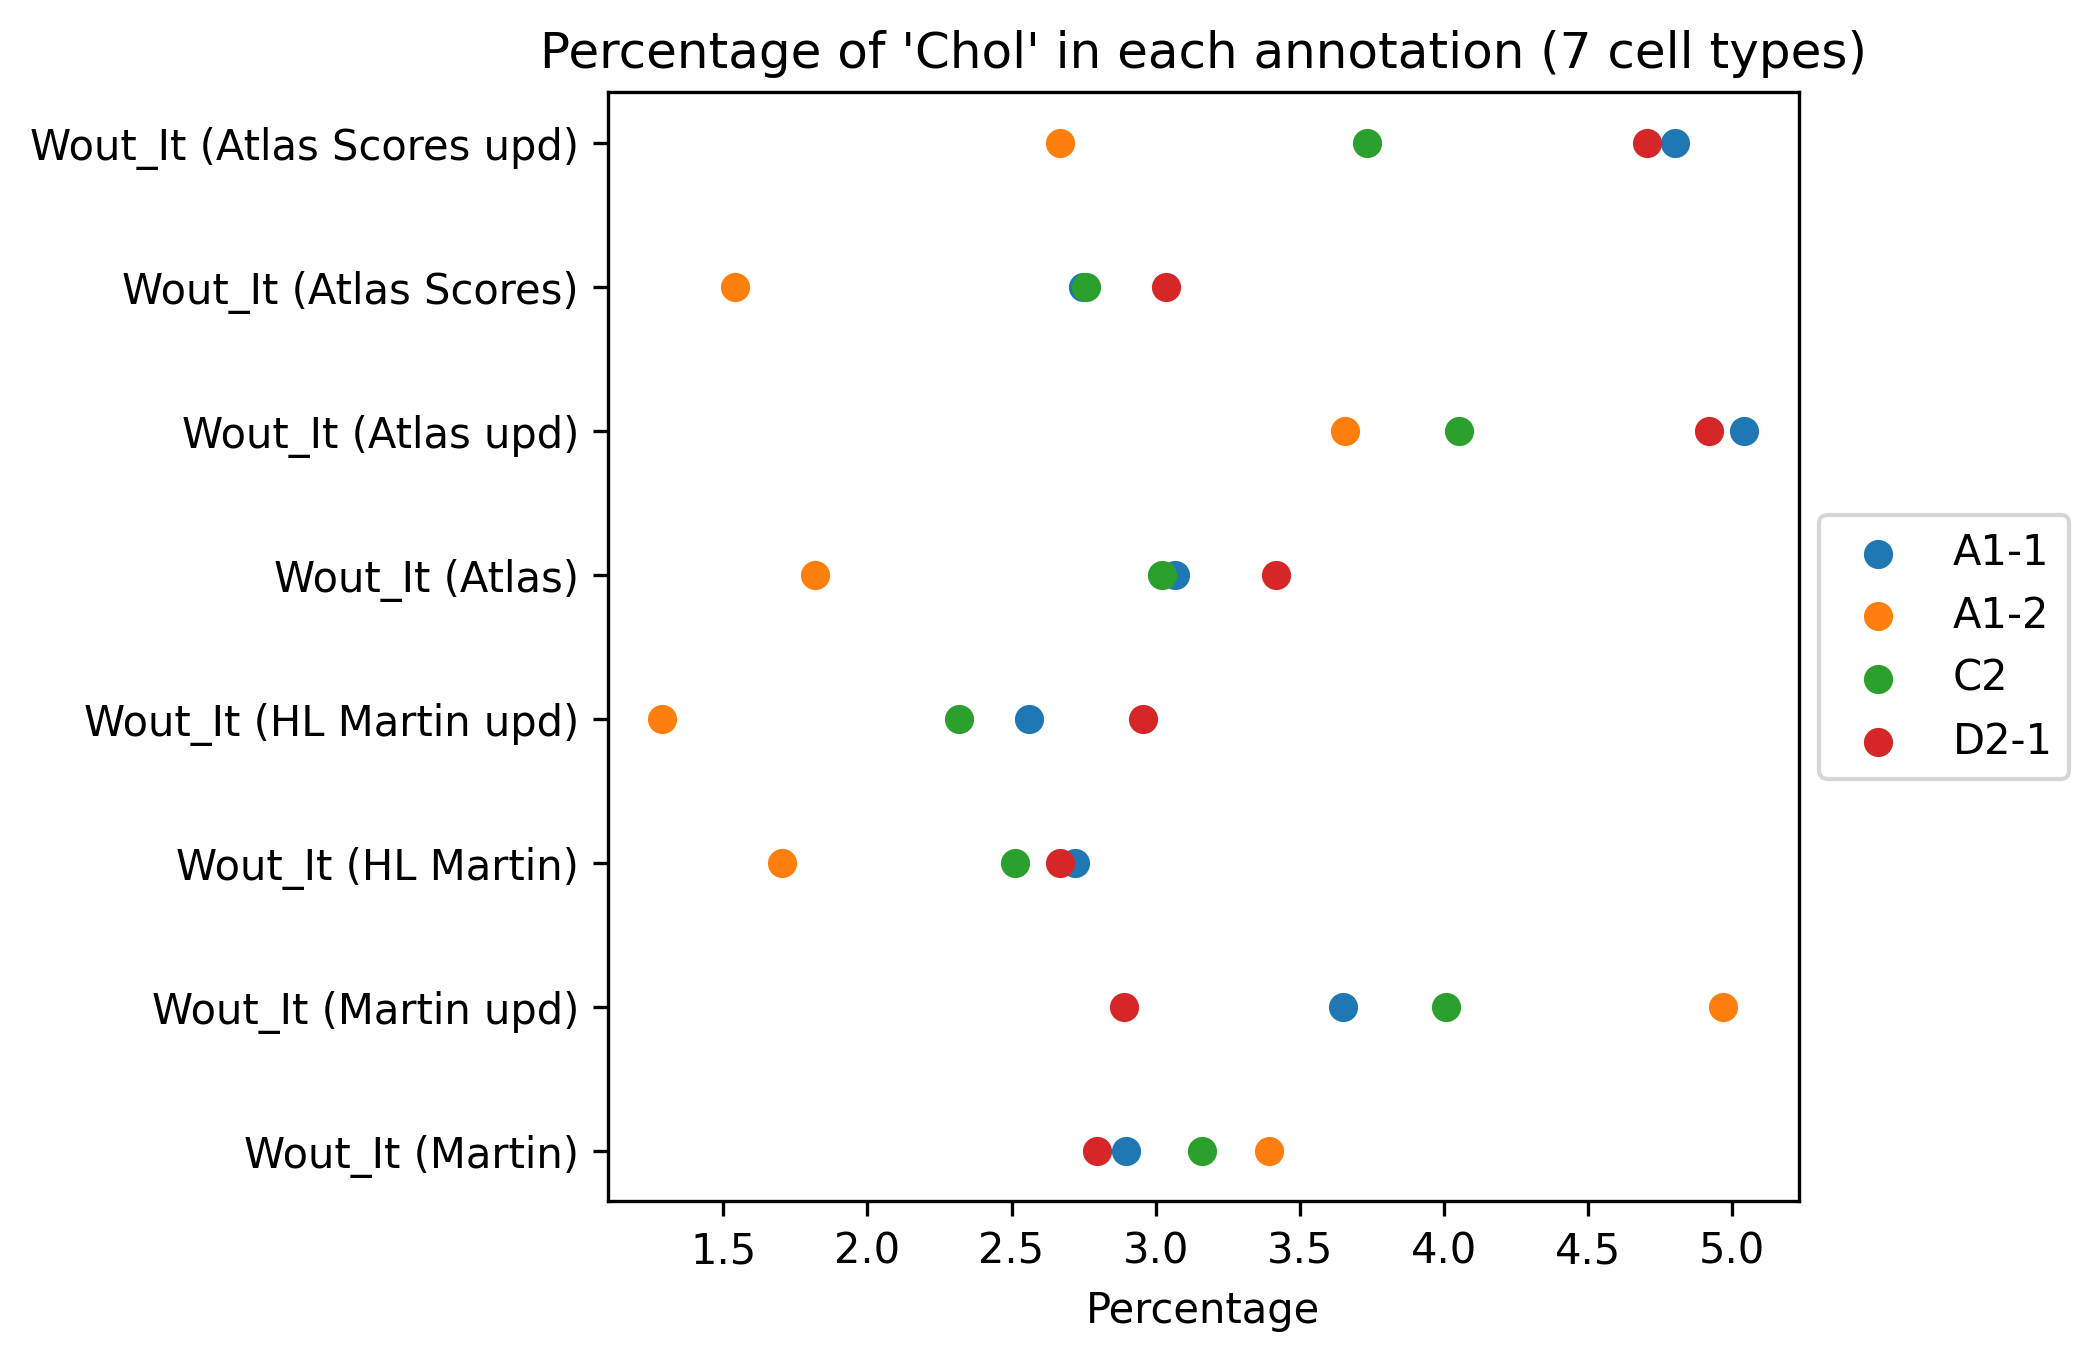 Percentage of 'Chol' in each annotation (7 cell types)
Wout_It (Atlas Scores upd)
Wout_It (Atlas Scores)
Wout_It (Atlas upd)
Wout_It (Atlas)
Wout_It (HL Martin upd)
Wout_It (HL Martin)
Wout_It (Martin upd)
Wout_It (Martin)
1.5 2.0 2.5 3.0 3.5 4.0 4.5 5.0
Percentage
A1-1
A1-2
C2
D2-1